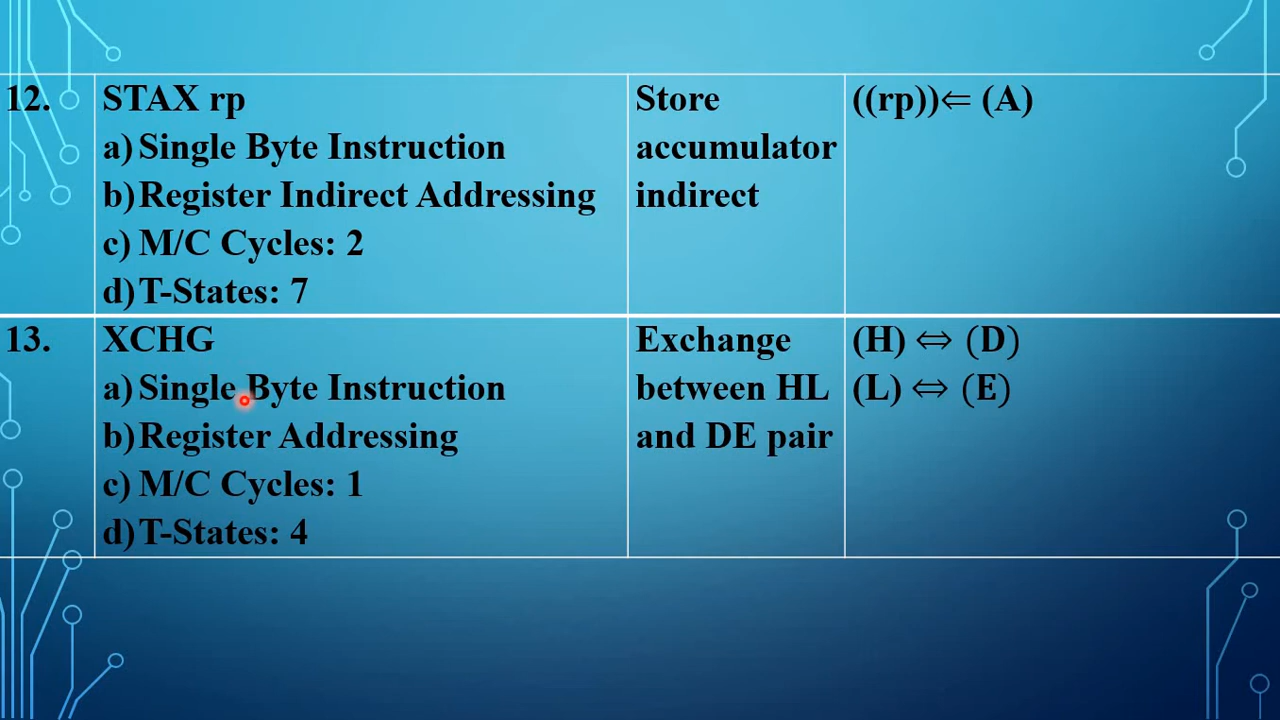 12.
STAX rp
a) Single Byte Instruction
b) Register Indirect Addressing
c) M/C Cycles: 2
d) T-States: 7
Store
accumulator
indirect
((rp))⇐ (A)
13.
XCHG
a) Single Byte Instruction
b) Register Addressing
c) M/C Cycles: 1
d) T-States: 4
Exchange
between HL
and DE pair
(H) ⇔ (D)
(L) ⇔ (E)